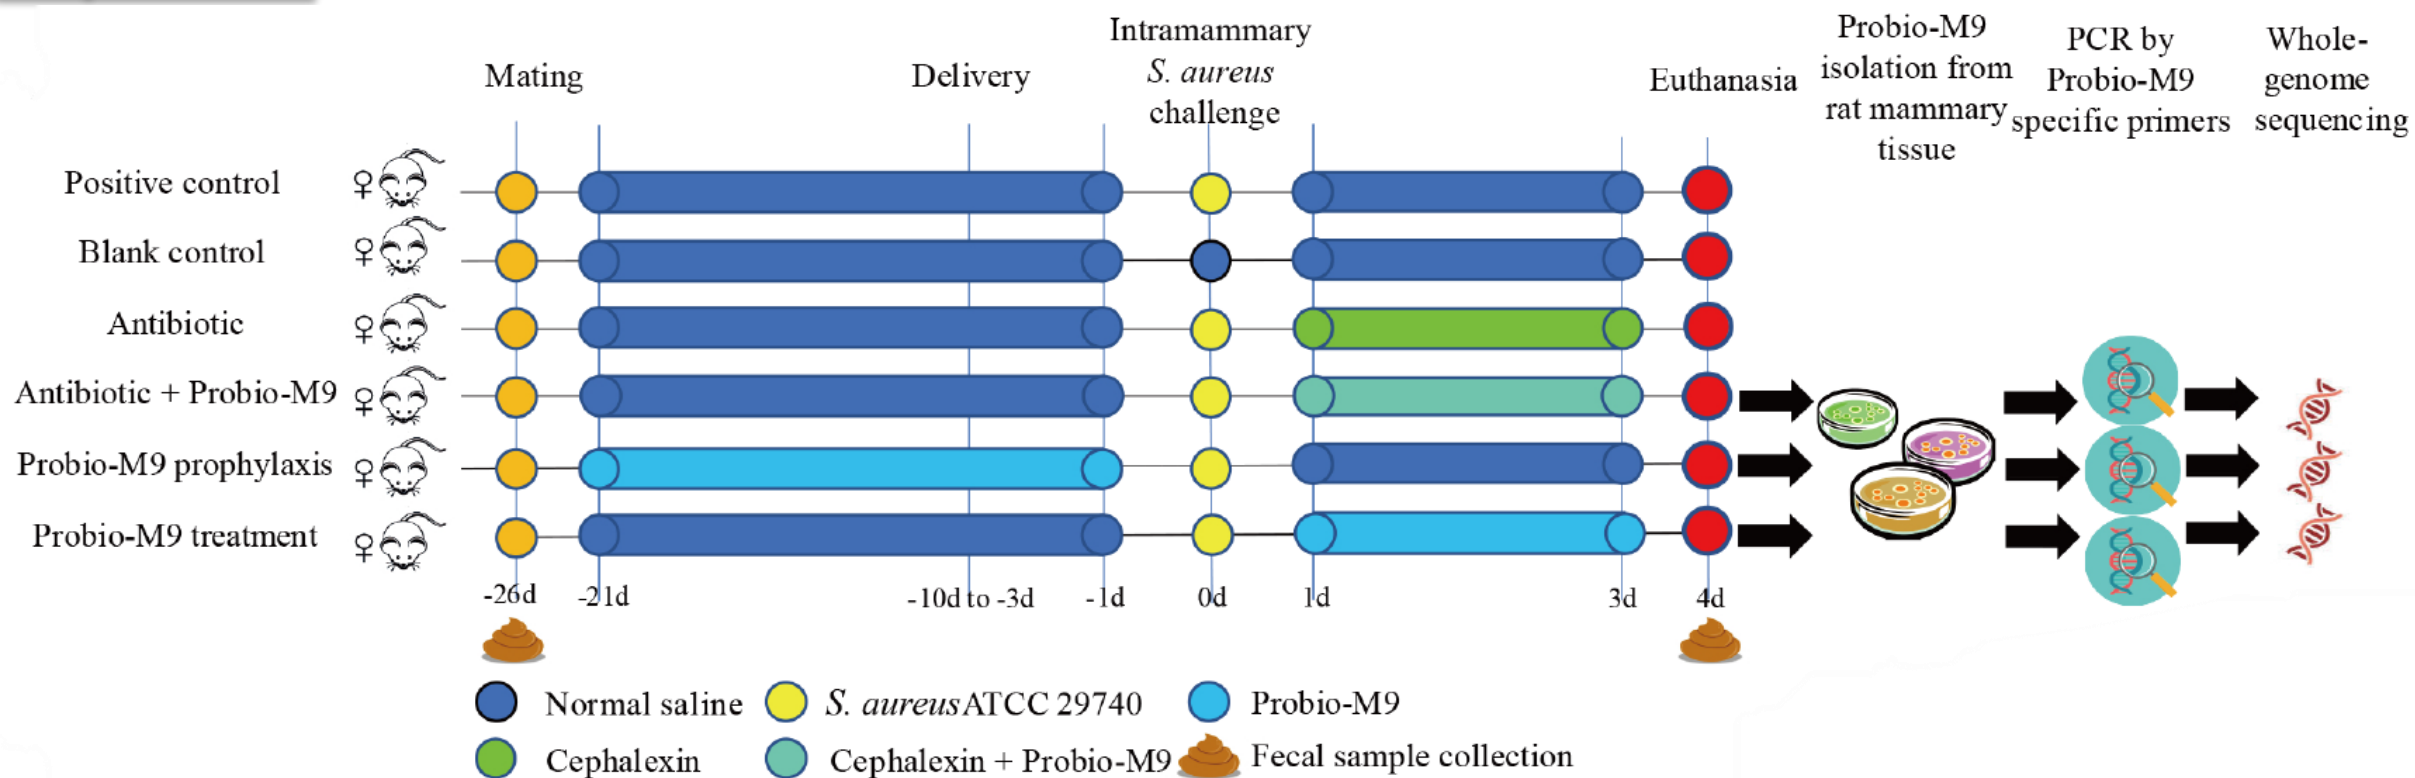 Mating
Delivery
Intramammary
S. aureus
challenge
Euthanasia
Probio-M9
isolation from
rat mammary
tissue
PCR by
Probio-M9
specific primers
Whole-
genome
sequencing
Positive control ♀
Blank control ♀
Antibiotic ♀
Antibiotic + Probio-M9 ♀
Probio-M9 prophylaxis ♀
Probio-M9 treatment ♀
-26d -21d -10d to -3d -1d 0d 1d 3d 4d
Normal saline S. aureus ATCC 29740 Probio-M9
Cephalexin Cephalexin + Probio-M9 Fecal sample collection